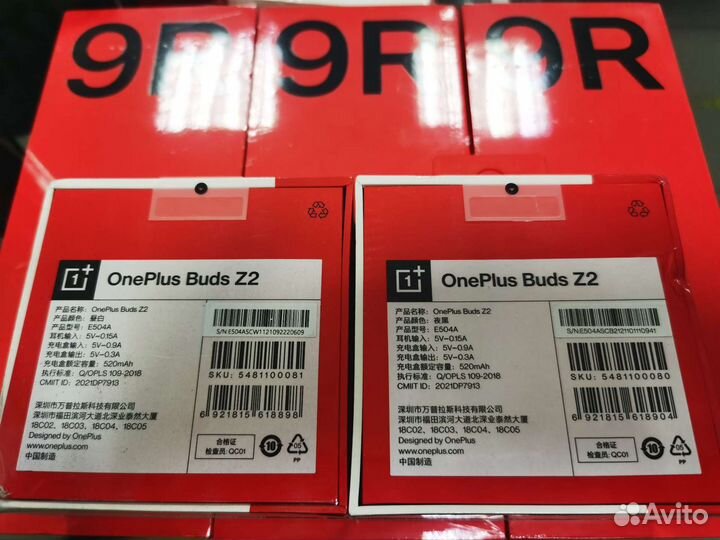 9R
9R
9R
OnePlus Buds Z2
产品名称: OnePlus Buds Z2
产品颜色: 昼白
产品型号: E504A
耳机输入: 5V⎓0.15A
充电盒输入: 5V⎓0.9A
充电盒输出: 5V⎓0.3A
充电盒额定容量: 520mAh
执行标准: Q/OPLS 109-2018
CMIIT ID: 2021DP7913
深圳市万普拉斯科技有限公司
深圳市福田滨河大道北深业泰然大厦
18C02、18C03、18C04、18C05
Designed by OnePlus
www.oneplus.com
中国制造
S/N:E504ASCW1121092220609
SKU: 5481100081
6 921815 618898
合格证
检查员: QC01
10
05
PP
OnePlus Buds Z2
产品名称: OnePlus Buds Z2
产品颜色: 夜黑
产品型号: E504A
耳机输入: 5V⎓0.15A
充电盒输入: 5V⎓0.9A
充电盒输出: 5V⎓0.3A
充电盒额定容量: 520mAh
执行标准: Q/OPLS 109-2018
CMIIT ID: 2021DP7913
深圳市万普拉斯科技有限公司
深圳市福田滨河大道北深业泰然大厦
18C02、18C03、18C04、18C05
Designed by OnePlus
www.oneplus.com
中国制造
SKU: 5481100080
6 921815 618904
合格证
检查员: QC01
10
05
PP
Avito